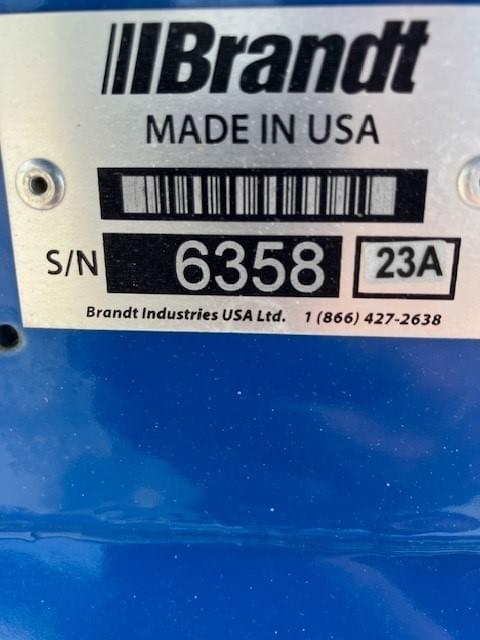 Brandt
MADE IN USA
S/N 6358 23A
Brandt Industries USA Ltd. 1 (866) 427-2638